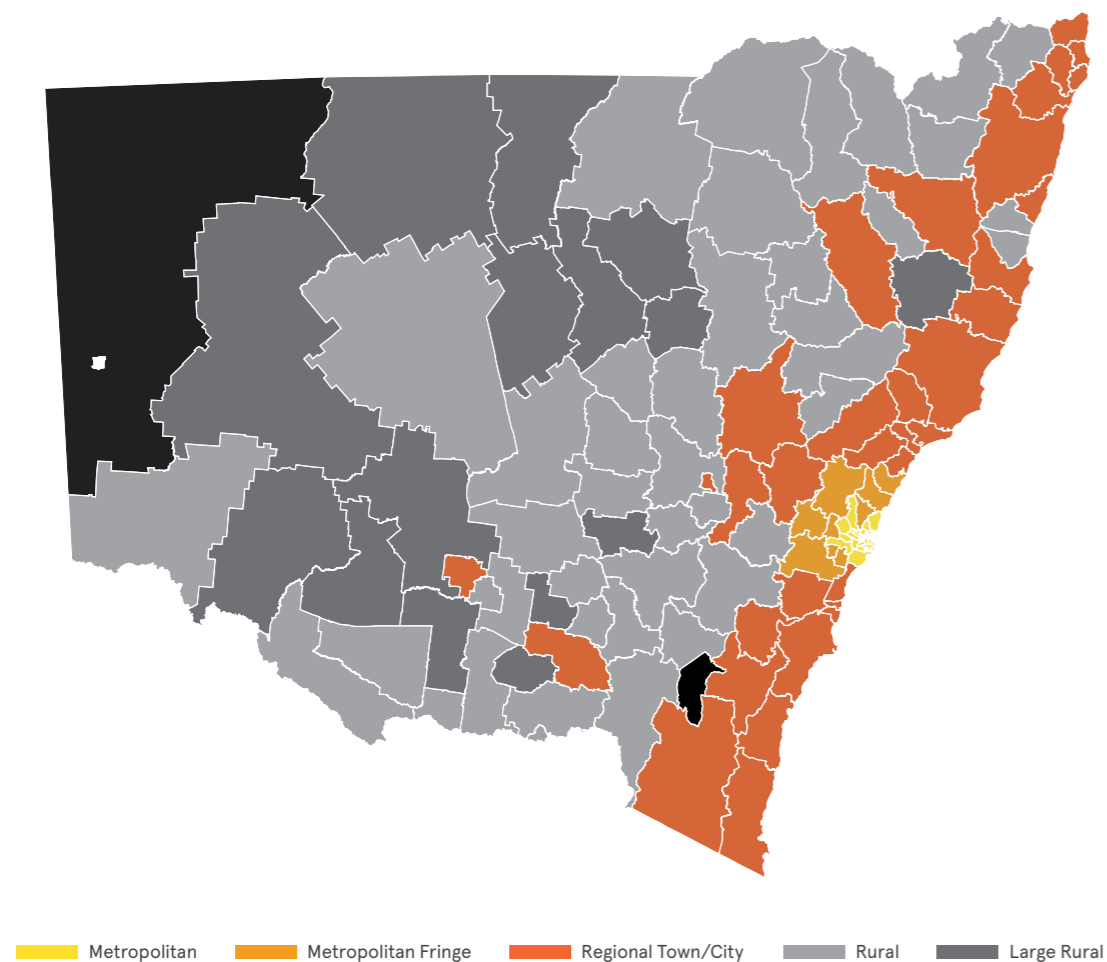 Metropolitan
Metropolitan Fringe
Regional Town/City
Rural
Large Rural